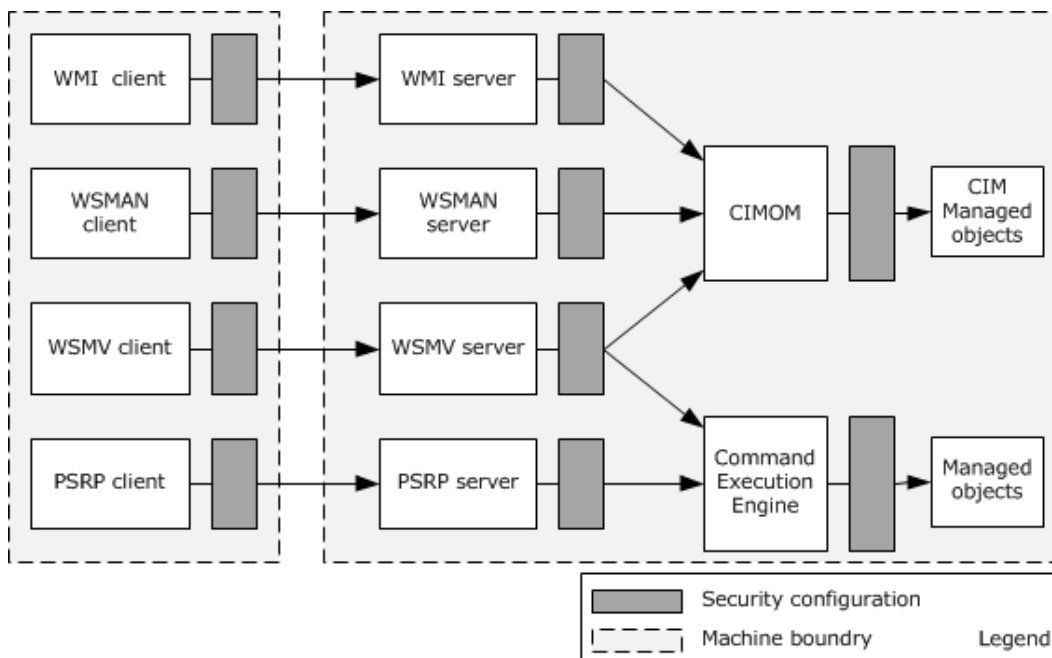 WMI client
WMI server
WSMAN
client
WSMAN
server
CIMOM
CIM
Managed
objects
WSMV client
WSMV server
PSRP client
PSRP server
Command
Execution
Engine
Managed
objects
Security configuration
Machine boundry
Legend